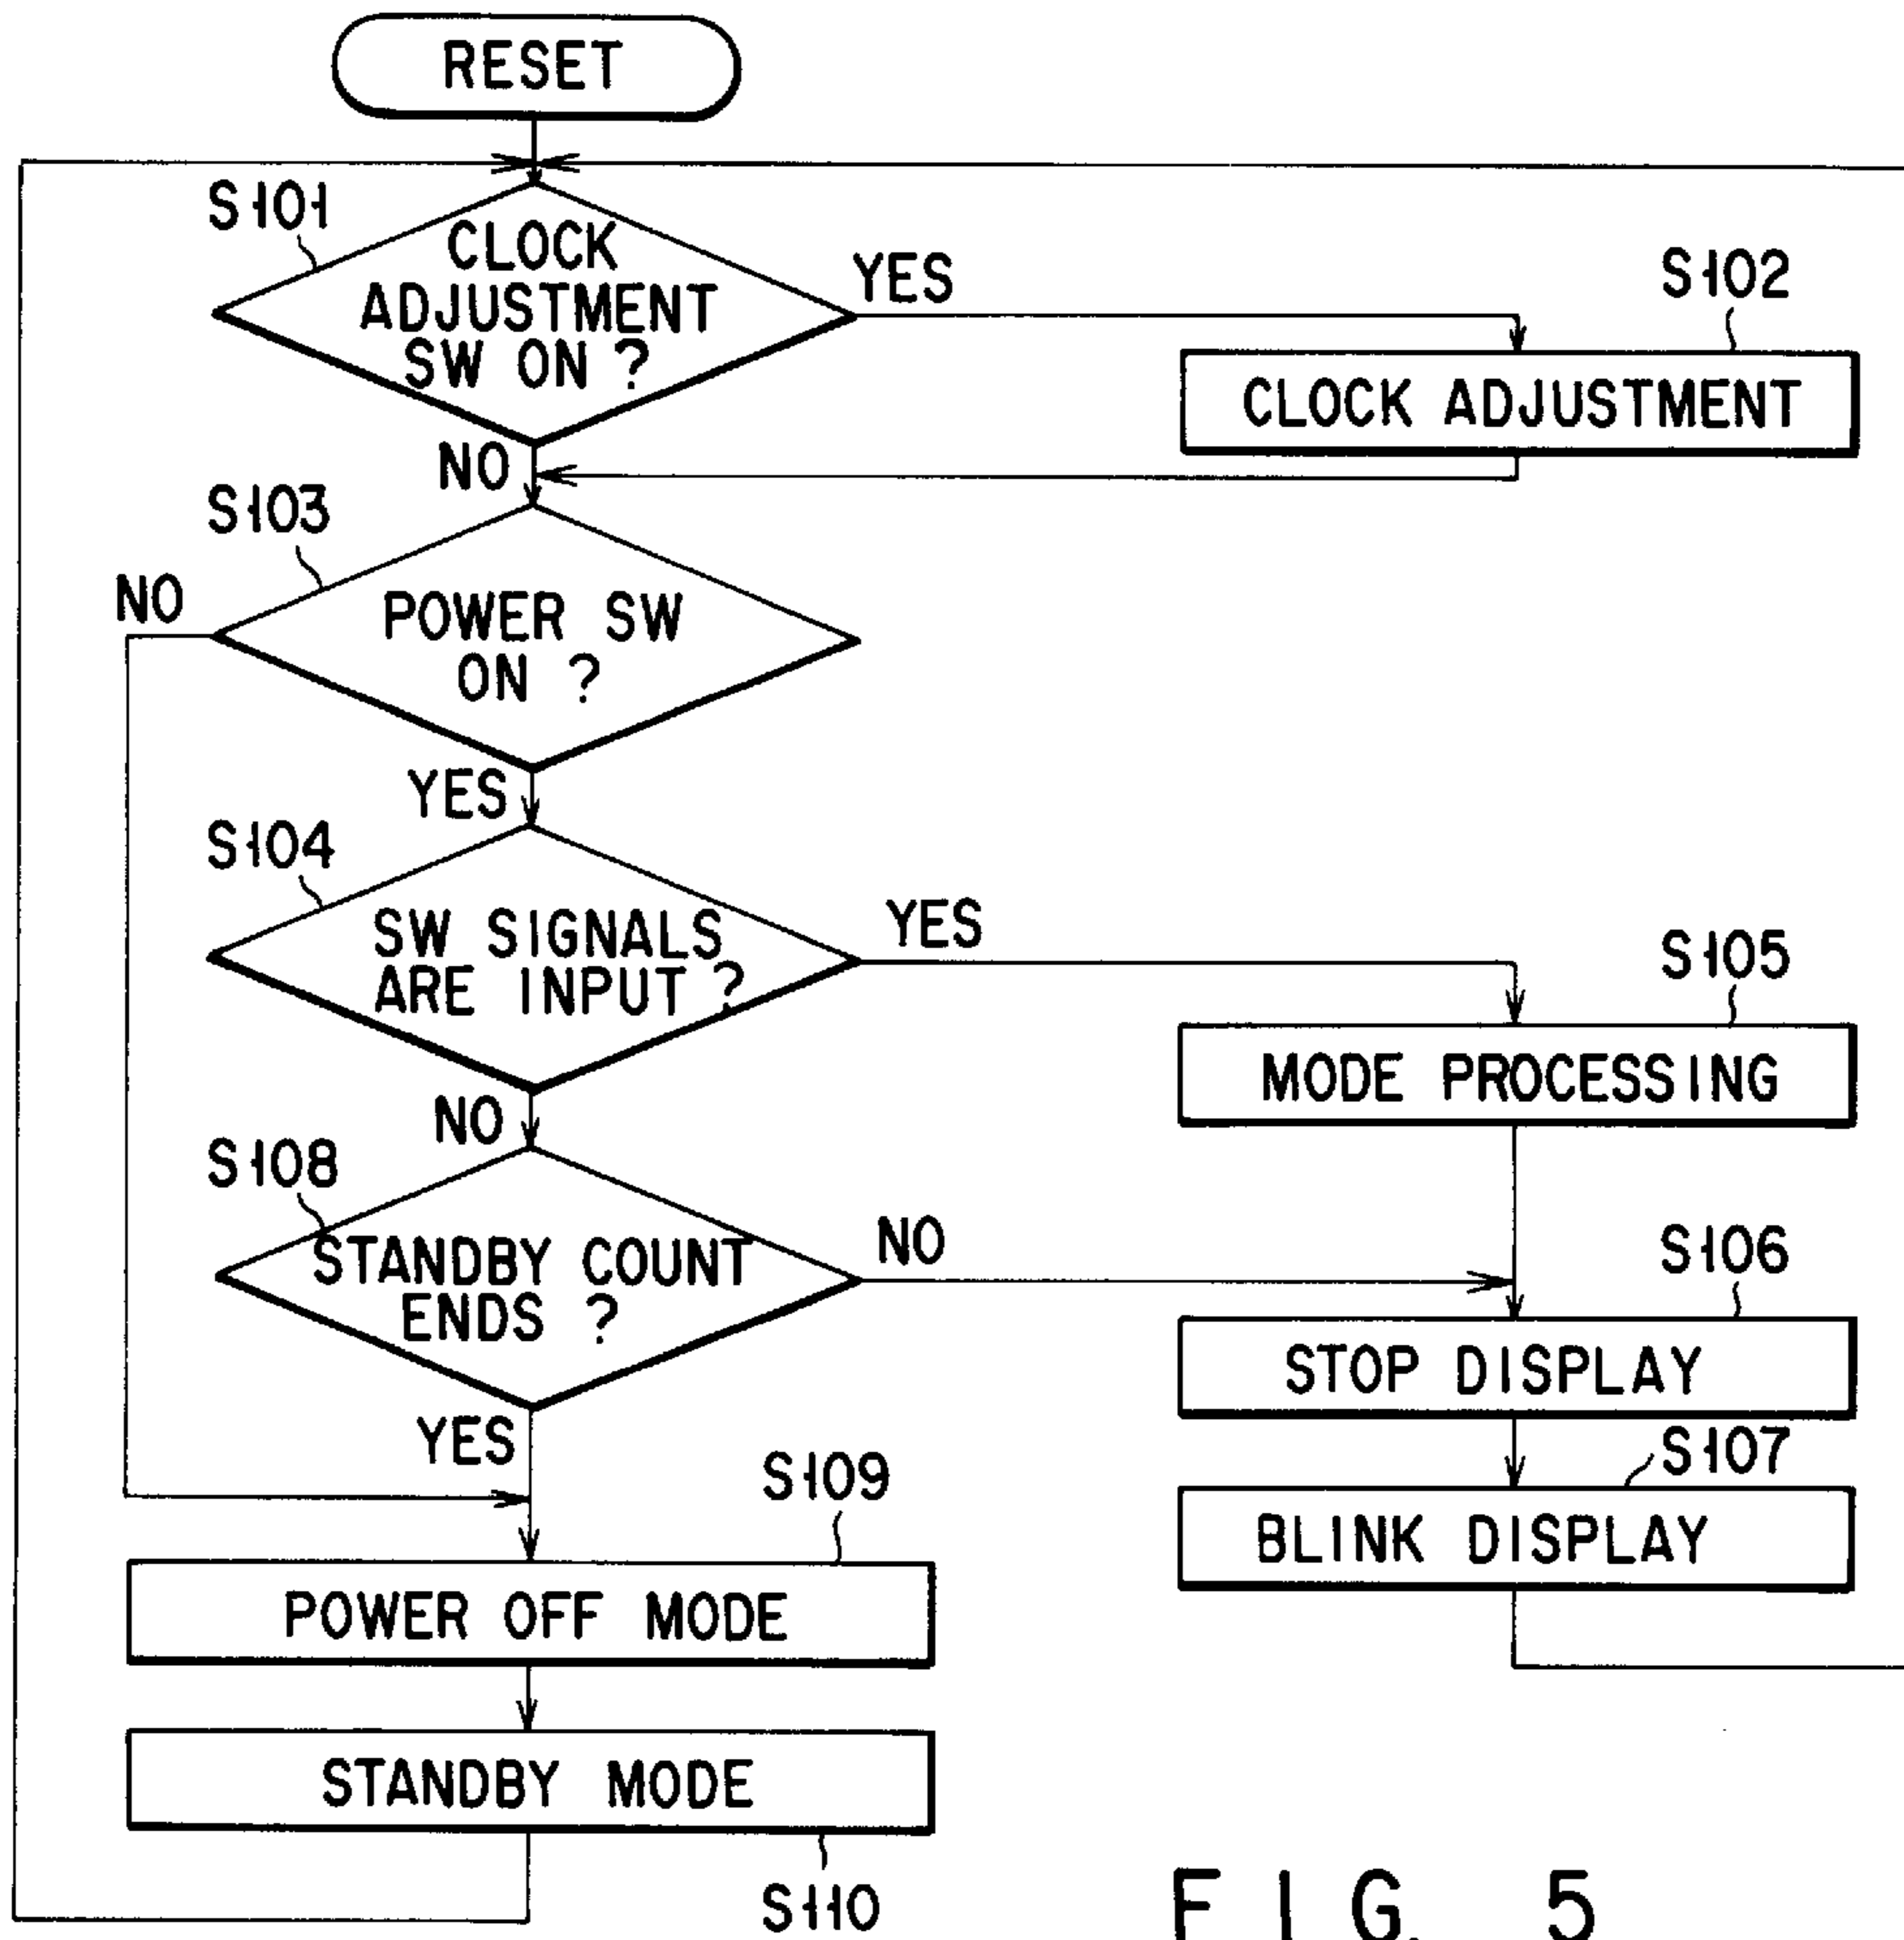 RESET
S101
CLOCK
ADJUSTMENT
SW ON ?
YES
S102
CLOCK ADJUSTMENT
NO
S103
NO
POWER SW
ON ?
YES
S104
SW SIGNALS
ARE INPUT ?
YES
S105
MODE PROCESSING
NO
S108
STANDBY COUNT
ENDS ?
NO
S106
STOP DISPLAY
YES
S107
BLINK DISPLAY
S109
POWER OFF MODE
STANDBY MODE
S110
FIG. 5